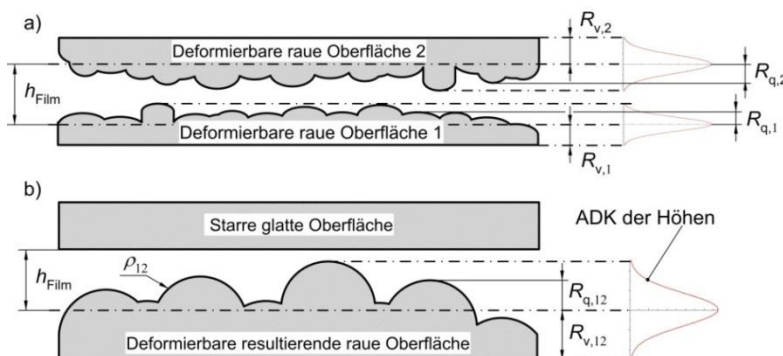 a)
Deformierbare raue Oberfläche 2
R_v,2
R_q,2
h_Film
Deformierbare raue Oberfläche 1
R_q,1
R_v,1
b)
Starre glatte Oberfläche
ADK der Höhen
h_Film
ρ_12
R_q,12
R_v,12
Deformierbare resultierende raue Oberfläche